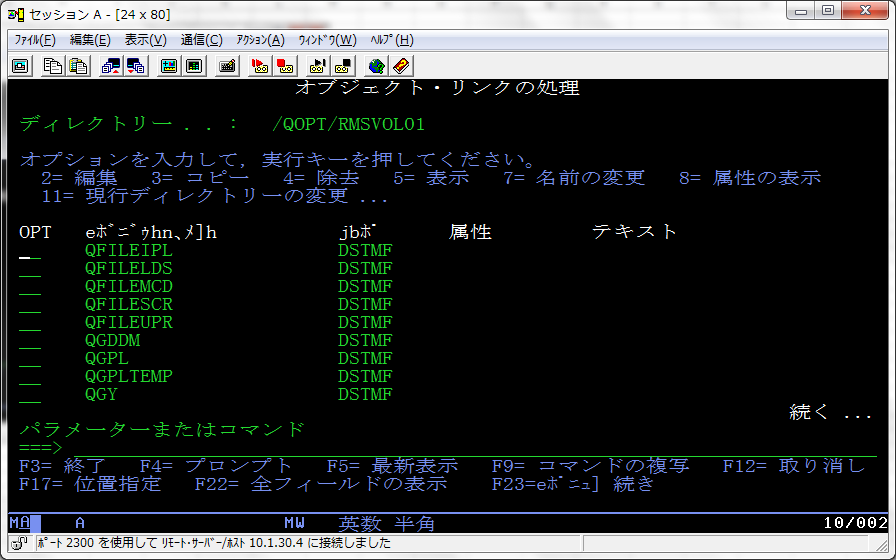 セッション A - [24 x 80]
ﾌｧｲﾙ(F) 編集(E) 表示(V) 通信(C) ｱｸｼｮﾝ(A) ｳｨﾝﾄﾞｳ(W) ﾍﾙﾌﾟ(H)
オブジェクト・リンクの処理
ディレクトリー . . : /QOPT/RMSVOL01
オプションを入力して, 実行キーを押してください。
2= 編集 3= コピー 4= 除去 5= 表示 7= 名前の変更 8= 属性の表示
11= 現行ディレクトリーの変更 ...
OPT eﾎﾞﾆﾞｩhn､ﾒ]h jbﾎﾟ 属性 テキスト
__ QFILEIPL DSTMF
__ QFILELDS DSTMF
__ QFILEMCD DSTMF
__ QFILESCR DSTMF
__ QFILEUPR DSTMF
__ QGDDM DSTMF
__ QGPL DSTMF
__ QGPLTEMP DSTMF
__ QGY DSTMF
続く ...
パラメーターまたはコマンド
===>
F3= 終了 F4= プロンプト F5= 最新表示 F9= コマンドの複写 F12= 取り消し
F17= 位置指定 F22= 全フィールドの表示 F23=eﾎﾟﾆｭ] 続き
MA A MW 英数 半角 10/002
ﾎﾟｰﾄ 2300 を使用して ﾘﾓｰﾄ･ｻｰﾊﾞｰ/ﾎｽﾄ 10.1.30.4 に接続しました